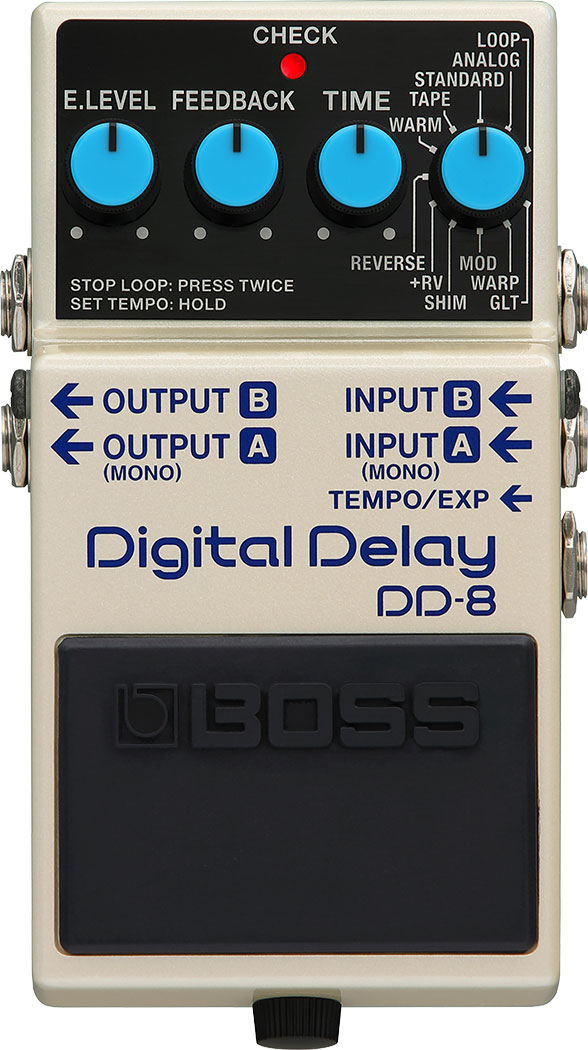 CHECK
E.LEVEL FEEDBACK TIME
LOOP
ANALOG
STANDARD
TAPE
WARM
REVERSE
+RV
SHIM
MOD
WARP
GLT
STOP LOOP: PRESS TWICE
SET TEMPO: HOLD
OUTPUT B
OUTPUT A
(MONO)
INPUT B
INPUT A
(MONO)
TEMPO/EXP
Digital Delay
DD-8
BOSS